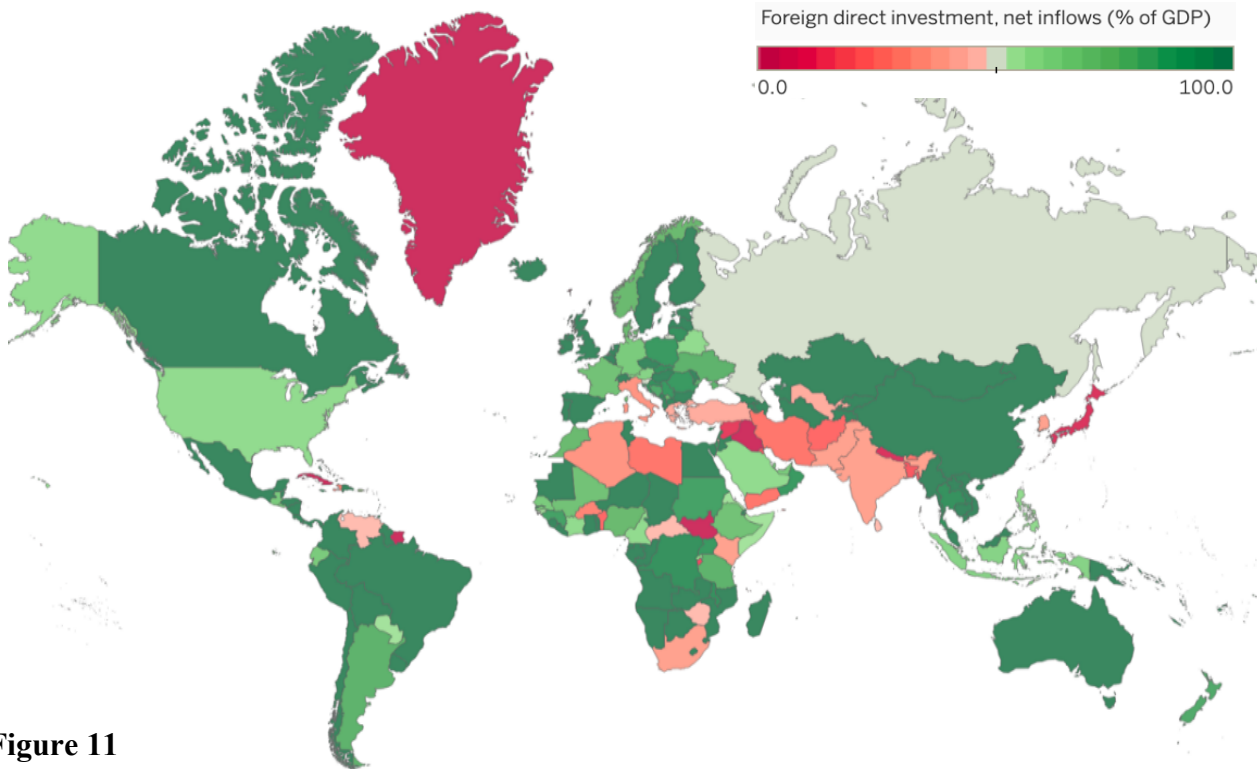 Foreign direct investment, net inflows (% of GDP)
0.0 100.0
Figure 11